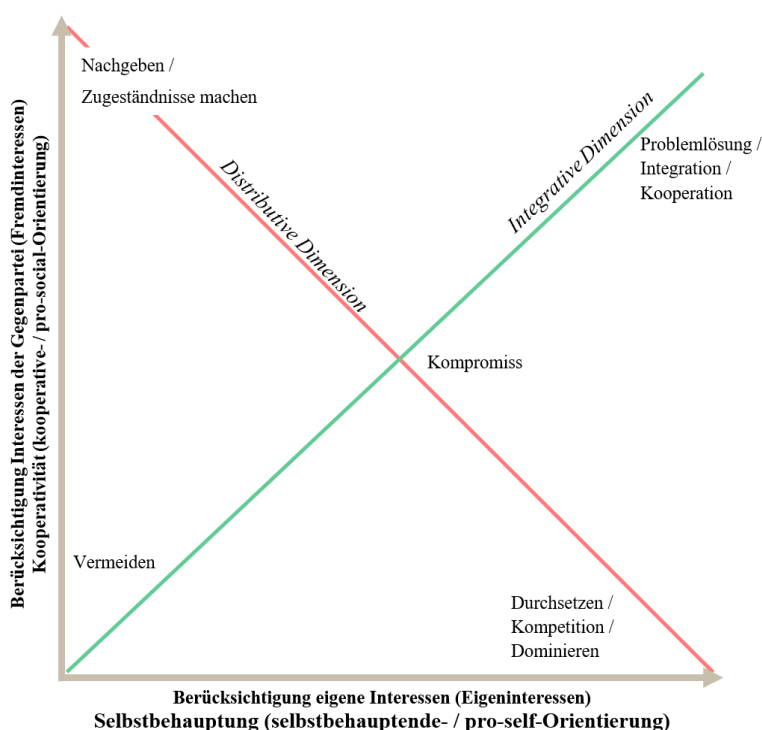 Nachgeben /
Zugeständnisse machen
Distributive Dimension
Integrative Dimension
Problemlösung /
Integration /
Kooperation
Kompromiss
Vermeiden
Durchsetzen /
Kompetition /
Dominieren
Berücksichtigung Interessen der Gegenpartei (Fremdinteressen)
Kooperativität (kooperative- / pro-social-Orientierung)
Berücksichtigung eigene Interessen (Eigeninteressen)
Selbstbehauptung (selbstbehauptende- / pro-self-Orientierung)